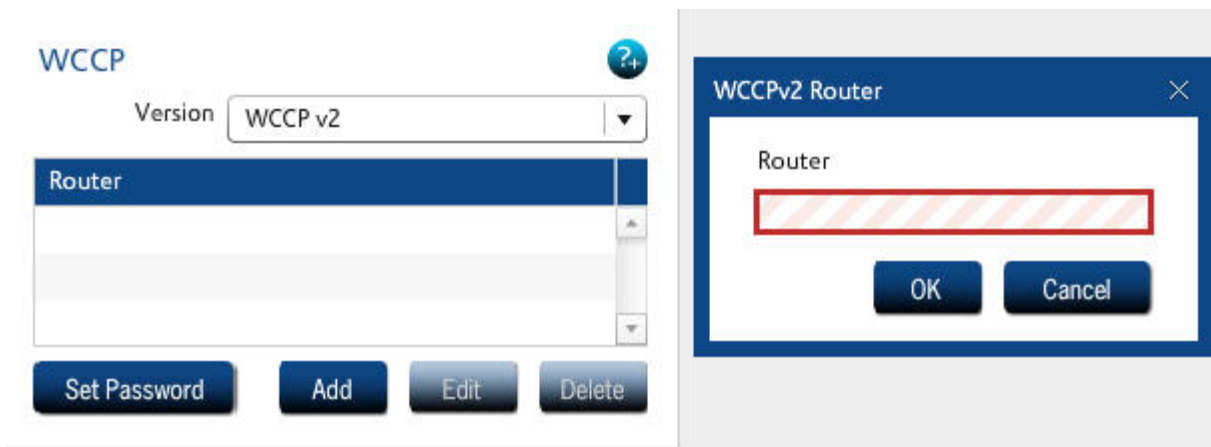 WCCP
?+
Version WCCP v2
Router
Set Password Add Edit Delete
WCCPv2 Router
Router
OK Cancel